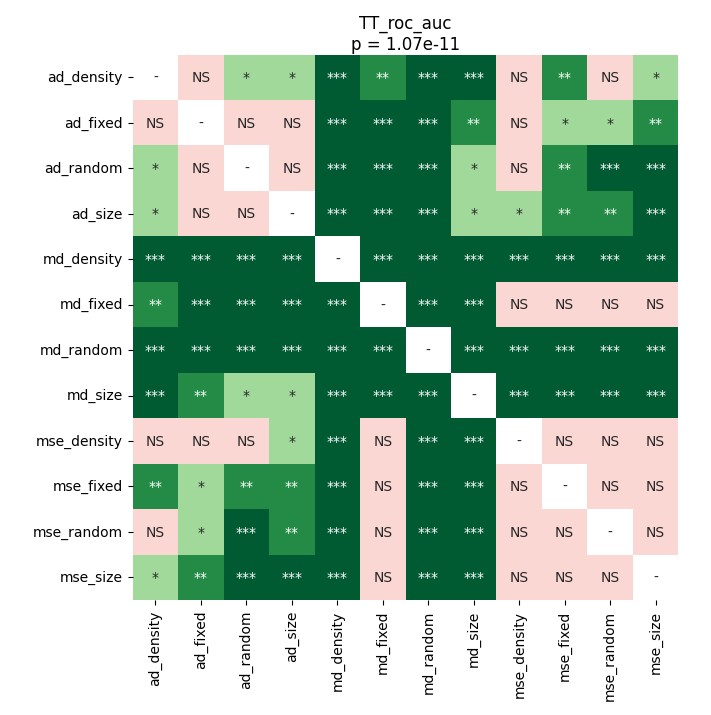 TT_roc_auc
p = 1.07e-11
ad_density - NS * * *** ** *** *** NS ** NS *
ad_fixed NS - NS NS *** *** *** ** NS * * **
ad_random * NS - NS *** *** *** * NS ** *** ***
ad_size * NS NS - *** *** *** * * ** ** ***
md_density *** *** *** *** - *** *** *** *** *** *** ***
md_fixed ** *** *** *** *** - *** *** NS NS NS NS
md_random *** *** *** *** *** *** - *** *** *** *** ***
md_size *** ** * * *** *** *** - *** *** *** ***
mse_density NS NS NS * *** NS *** *** - NS NS NS
mse_fixed ** * ** ** *** NS *** *** NS - NS NS
mse_random NS * *** ** *** NS *** *** NS NS - NS
mse_size * ** *** *** *** NS *** *** NS NS NS -
ad_density
ad_fixed
ad_random
ad_size
md_density
md_fixed
md_random
md_size
mse_density
mse_fixed
mse_random
mse_size